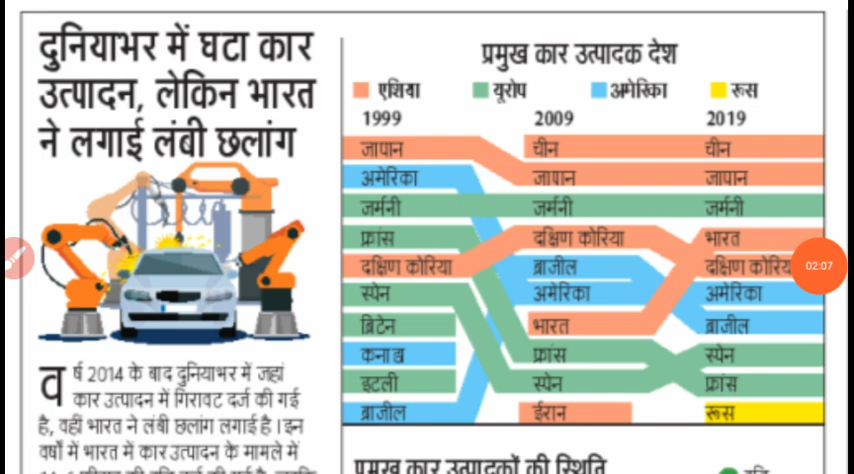 दुनियाभर में घटा कार
उत्पादन, लेकिन भारत
ने लगाई लंबी छलांग
वर्ष 2014 के बाद दुनियाभर में जहां
कार उत्पादन में गिरावट दर्ज की गई
है, वहीं भारत ने लंबी छलांग लगाई है। इन
वर्षों में भारत में कार उत्पादन के मामले में
प्रमुख कार उत्पादक देश
एशिया यूरोप अमेरिका रूस
1999 2009 2019
जापान चीन चीन
अमेरिका जापान जापान
जर्मनी जर्मनी जर्मनी
फ्रांस दक्षिण कोरिया भारत
दक्षिण कोरिया ब्राजील दक्षिण
स्पेन अमेरिका अमेरिका
ब्रिटेन भारत ब्राजील
कनाडा फ्रांस स्पेन
इटली स्पेन फ्रांस
ब्राजील ईरान रूस
02:07
प्रमुख कार उत्पादकों की स्थिति